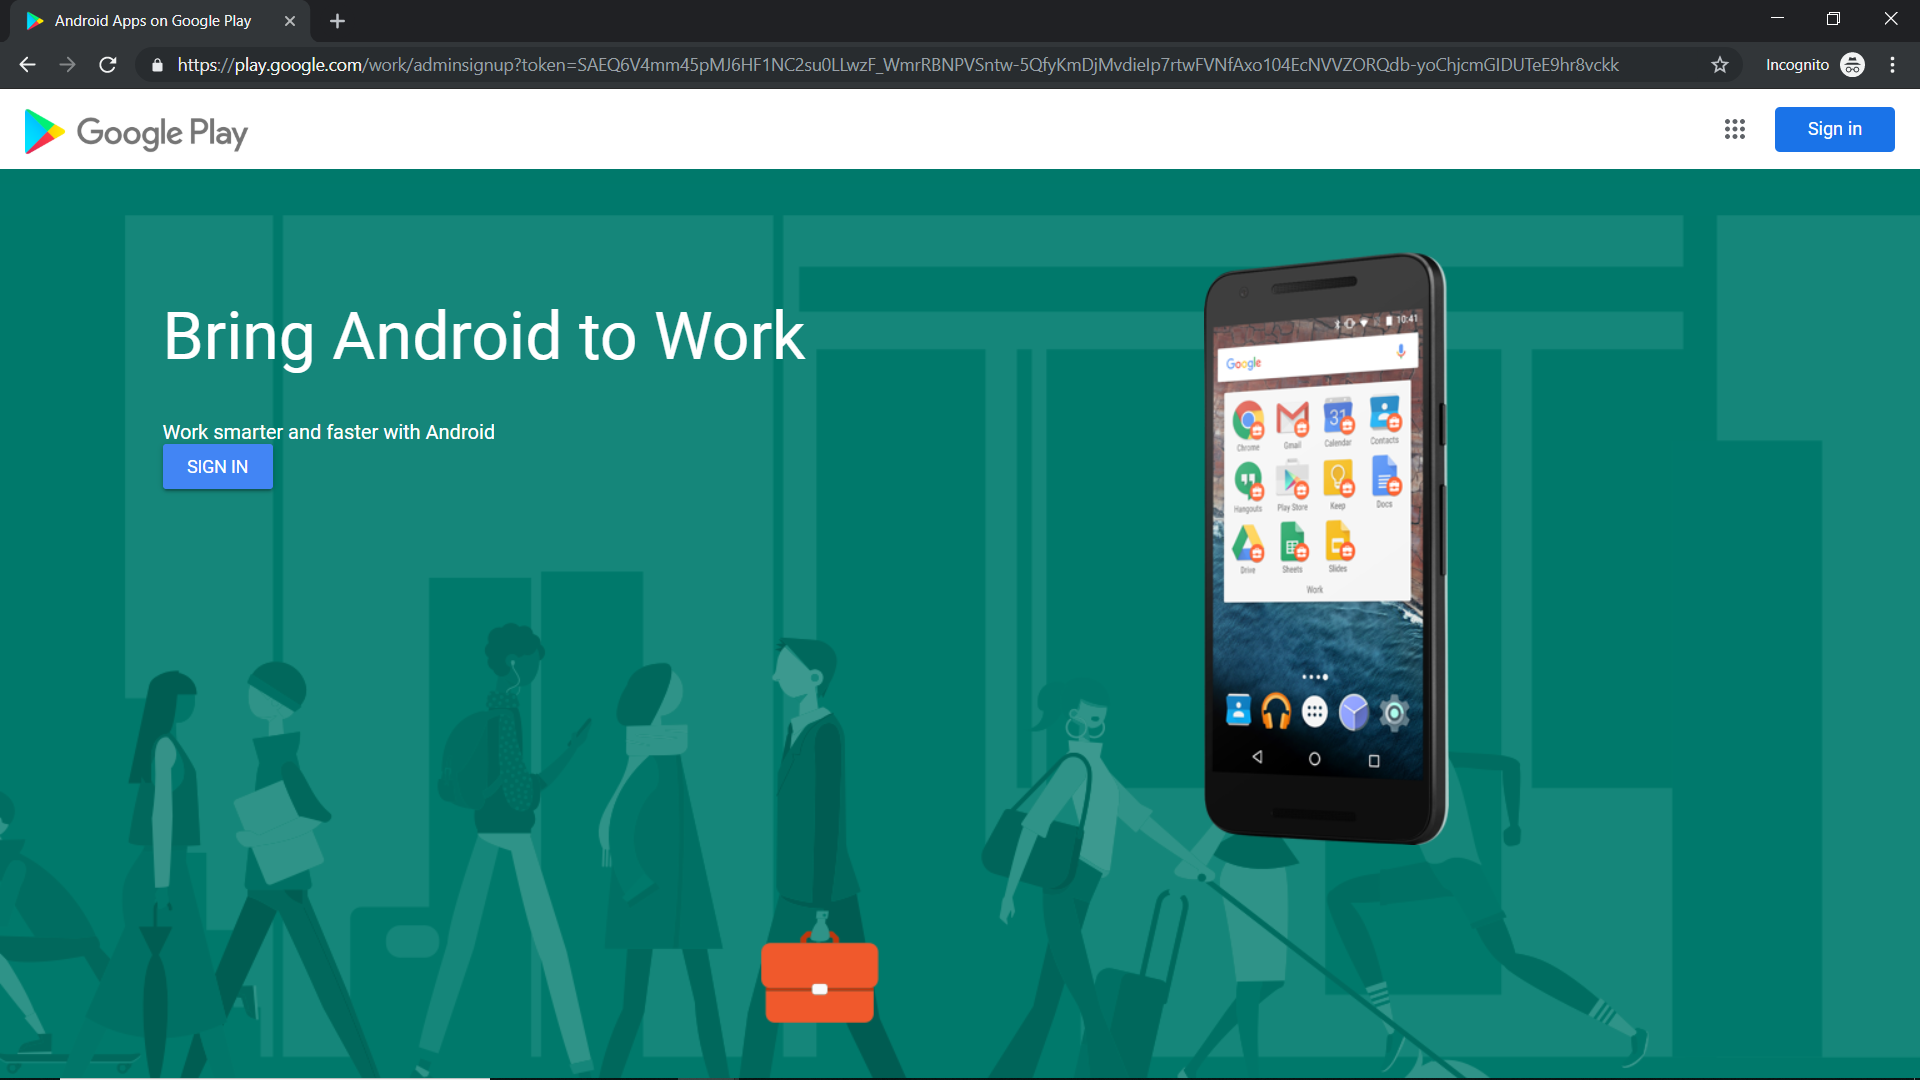 Android Apps on Google Play
https://play.google.com/work/adminsignup?token=SAEQ6V4mm45pMJ6HF1NC2su0LLwzF_WmrRBNPVSntw-5QfyKmDjMvdieIp7rtwFVNfAxo104EcNVVZORQdb-yoChjcmGIDUTeE9hr8vckk
Incognito
Google Play
Sign in
Bring Android to Work
Work smarter and faster with Android
SIGN IN
10:41
Google
31
Chrome Gmail Calendar Contacts
Hangouts Play Store Keep Docs
Drive Sheets Slides
Work